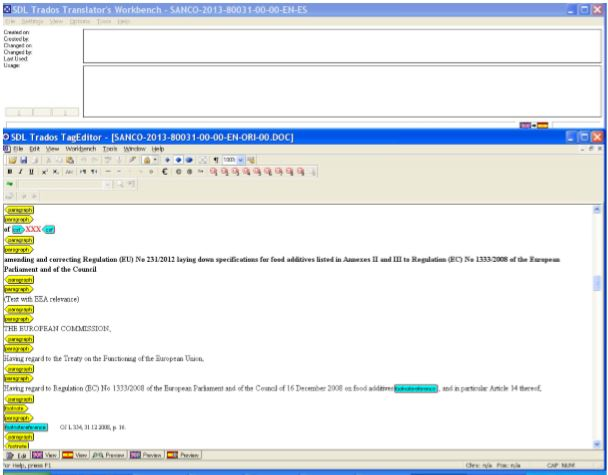 SDL Trados Translator's Workbench - SANCO-2013-80031-00-00-EN-ES
File Settings View Options Tools Help
Created on:
Created by:
Changed on:
Changed by:
Last Used:
Usage:
SDL Trados TagEditor - [SANCO-2013-80031-00-00-EN-ORI-00.DOC]
File Edit View Workbench Tools Window Help
100%
B I U
paragraph
paragraph
of cs XXX cs
paragraph
paragraph
amending and correcting Regulation (EU) No 231/2012 laying down specifications for food additives listed in Annexes II and III to Regulation (EC) No 1333/2008 of the European
Parliament and of the Council
paragraph
paragraph
(Text with EEA relevance)
paragraph
paragraph
THE EUROPEAN COMMISSION,
paragraph
paragraph
Having regard to the Treaty on the Functioning of the European Union,
paragraph
paragraph
Having regard to Regulation (EC) No 1333/2008 of the European Parliament and of the Council of 16 December 2008 on food additives footnotereference, and in particular Article 14 thereof,
paragraph
footnote
paragraph
footnotereference OJ L 354, 31.12.2008, p. 16.
paragraph
footnote
Edit View View Preview Preview Preview
For Help, press F1 Chrs: n/a Pos: n/a CAP NUM